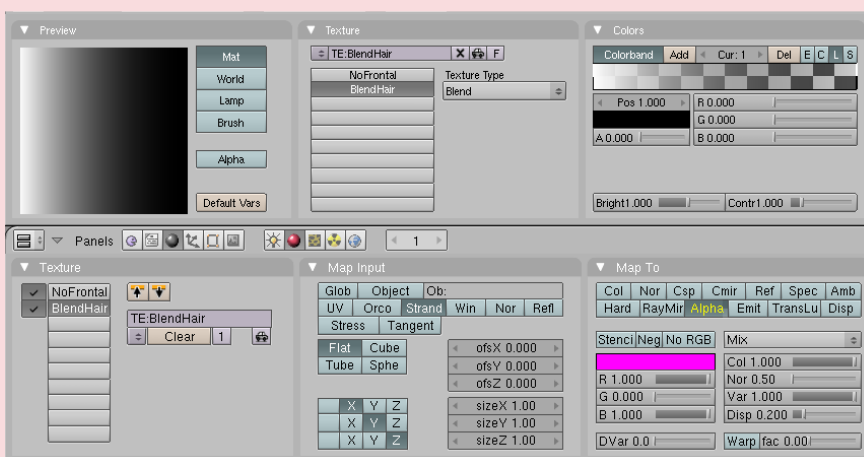 Preview
Mat
World
Lamp
Brush
Alpha
Default Vars
Texture
TE:BlendHair
X
F
NoFrontal
BlendHair
Texture Type
Blend
Colors
Colorband Add Cur: 1 Del E C L S
Pos 1.000
R 0.000
G 0.000
A 0.000
B 0.000
Bright1.000
Contr1.000
Panels
1
Texture
NoFrontal
BlendHair
TE:BlendHair
Clear 1
Map Input
Glob Object Ob:
UV Orco Strand Win Nor Refl
Stress Tangent
Flat Cube
Tube Sphe
ofsX 0.000
ofsY 0.000
ofsZ 0.000
X Y Z
X Y Z
X Y Z
sizeX 1.00
sizeY 1.00
sizeZ 1.00
Map To
Col Nor Csp Cmir Ref Spec Amb
Hard RayMir Alpha Emit TransLu Disp
Stenci Neg No RGB
Mix
R 1.000
G 0.000
B 1.000
Col 1.000
Nor 0.50
Var 1.000
Disp 0.200
DVar 0.0
Warp fac 0.00